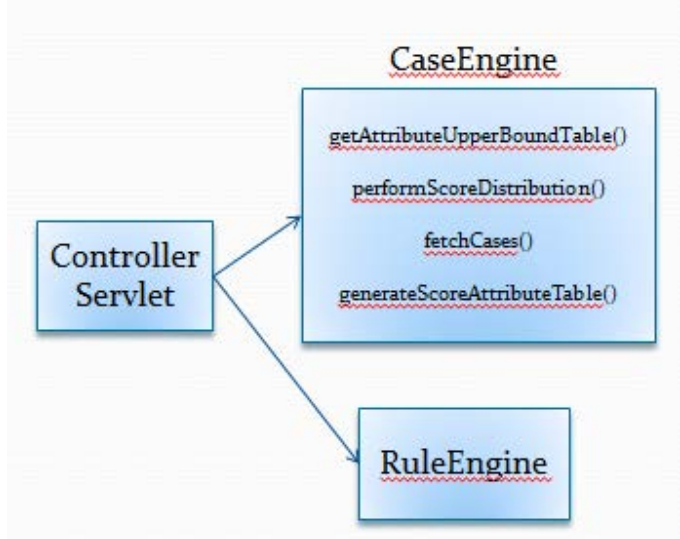 CaseEngine
getAttributeUpperBoundTable()
performScoreDistribution()
fetchCases()
generateScoreAttributeTable()
Controller
Servlet
RuleEngine